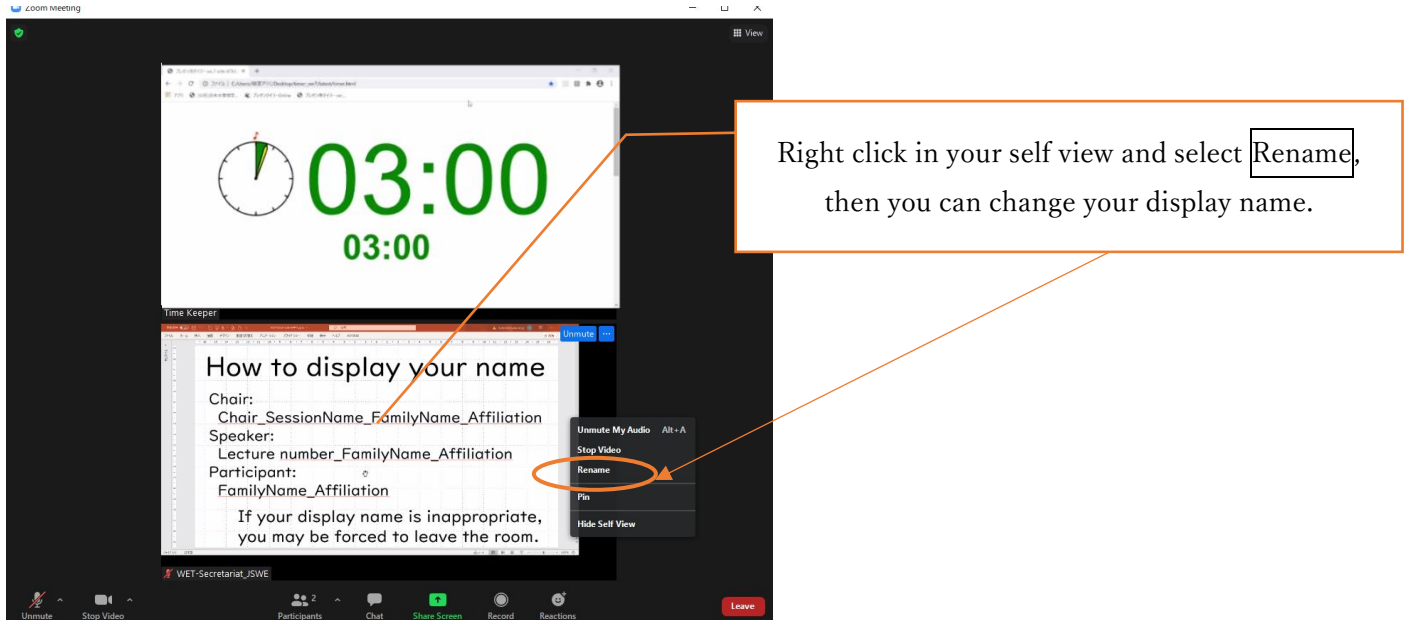 Zoom Meeting
View
03:00
03:00
Time Keeper
Unmute ...
How to display your name
Chair:
Chair_SessionName_FamilyName_Affiliation
Speaker:
Lecture number_FamilyName_Affiliation
Participant:
FamilyName_Affiliation
If your display name is inappropriate,
you may be forced to leave the room.
Unmute My Audio Alt+A
Stop Video
Rename
Pin
Hide Self View
WET-Secretariat_JSWE
Unmute
Stop Video
2
Participants
Chat
Share Screen
Record
Reactions
Leave
Right click in your self view and select Rename,
then you can change your display name.